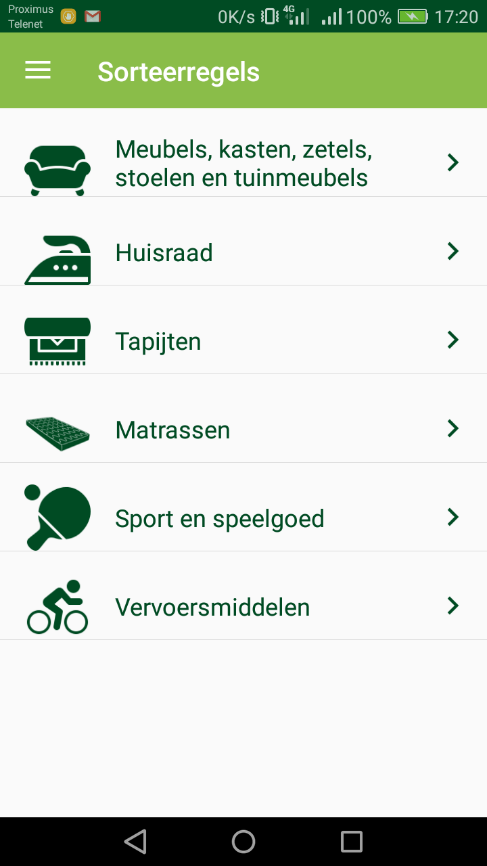 Proximus
Telenet
0K/s 4G 100% 17:20
Sorteerregels
Meubels, kasten, zetels,
stoelen en tuinmeubels
Huisraad
Tapijten
Matrassen
Sport en speelgoed
Vervoersmiddelen